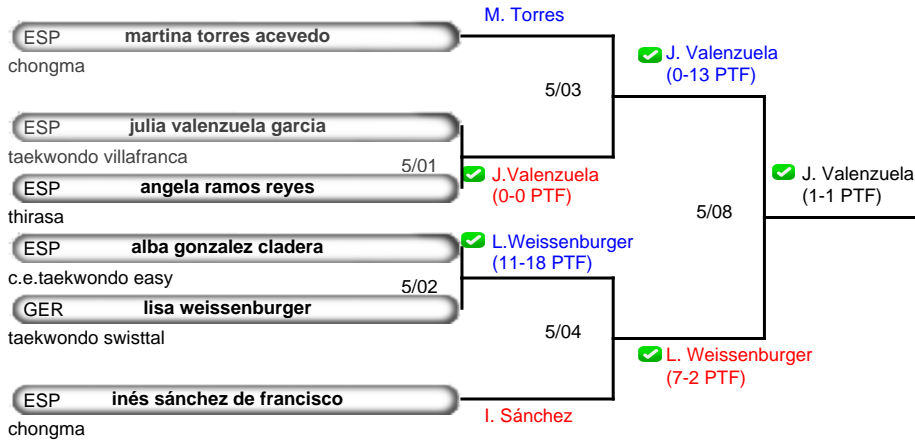 M. Torres
ESP martina torres acevedo
chongma
J. Valenzuela
(0-13 PTF)
5/03
ESP julia valenzuela garcia
taekwondo villafranca
5/01
J.Valenzuela
(0-0 PTF)
ESP angela ramos reyes
thirasa
J. Valenzuela
(1-1 PTF)
5/08
ESP alba gonzalez cladera
c.e.taekwondo easy
L.Weissenburger
(11-18 PTF)
5/02
GER lisa weissenburger
taekwondo swisttal
5/04
L. Weissenburger
(7-2 PTF)
ESP inés sánchez de francisco
chongma
I. Sánchez